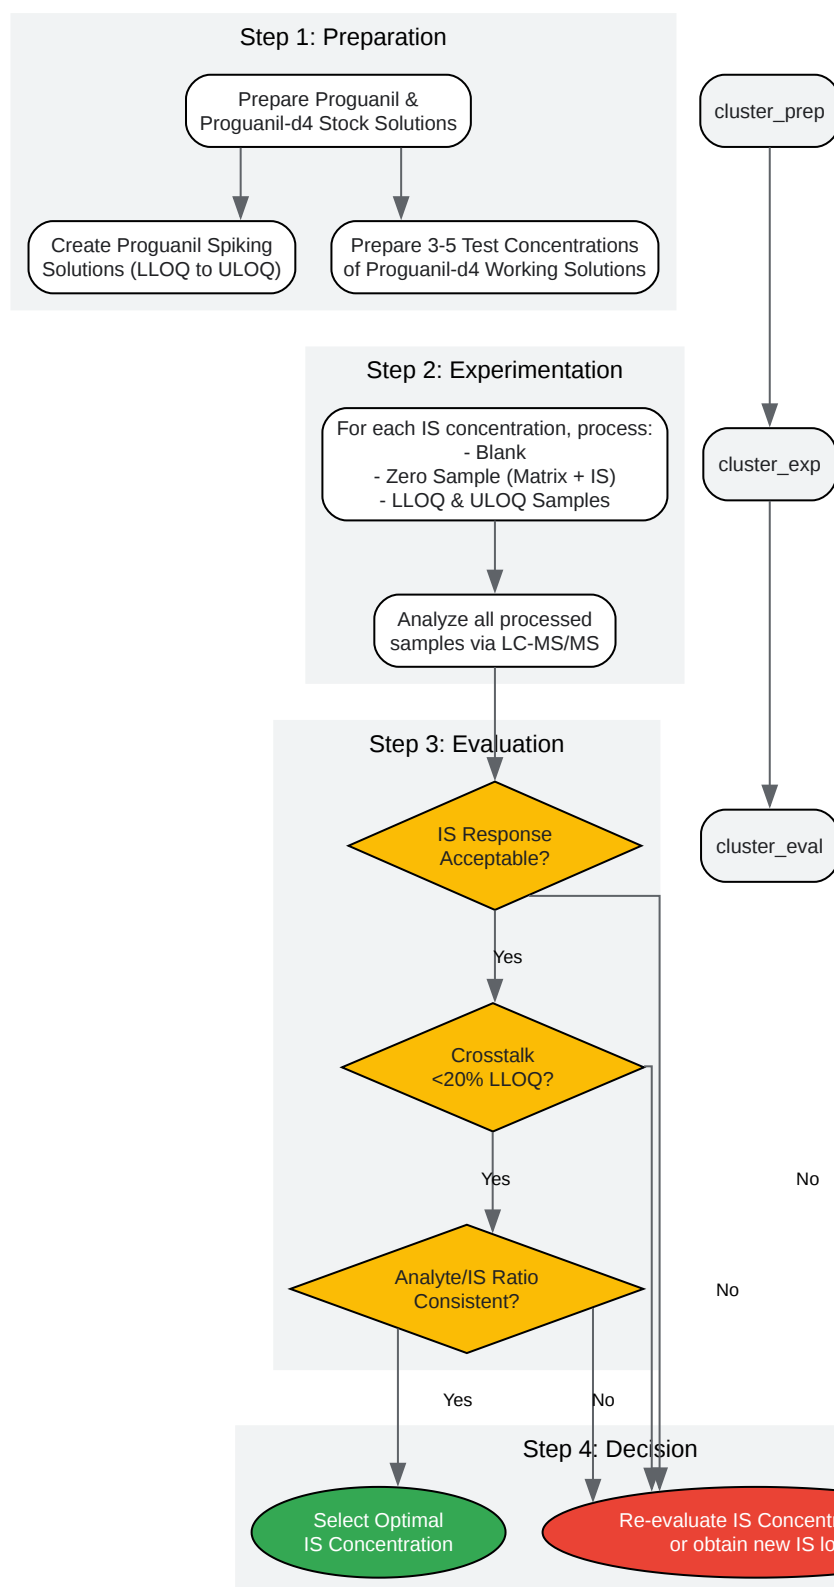 Step 1: Preparation
Prepare Proguanil &
Proguanil-d4 Stock Solutions
cluster_prep
Create Proguanil Spiking
Solutions (LLOQ to ULOQ)
Prepare 3-5 Test Concentrations
of Proguanil-d4 Working Solutions
Step 2: Experimentation
For each IS concentration, process:
- Blank
- Zero Sample (Matrix + IS)
- LLOQ & ULOQ Samples
cluster_exp
Analyze all processed
samples via LC-MS/MS
Step 3: Evaluation
IS Response
Acceptable?
cluster_eval
Yes
Crosstalk
<20% LLOQ?
Yes
No
Analyte/IS Ratio
Consistent?
No
Yes
No
Step 4: Decision
Select Optimal
IS Concentration
Re-evaluate IS
or obtain new IS